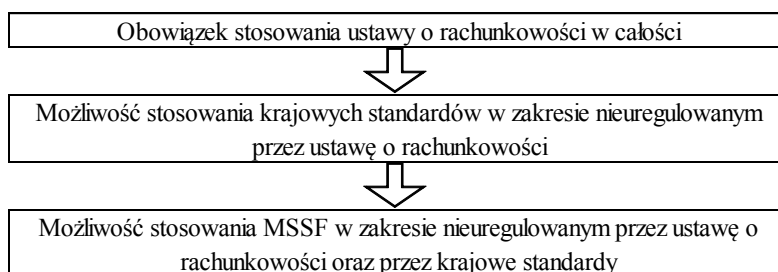 Obowiązek stosowania ustawy o rachunkowości w całości
Możliwość stosowania krajowych standardów w zakresie nieuregulowanym
przez ustawę o rachunkowości
Możliwość stosowania MSSF w zakresie nieuregulowanym przez ustawę o
rachunkowości oraz przez krajowe standardy